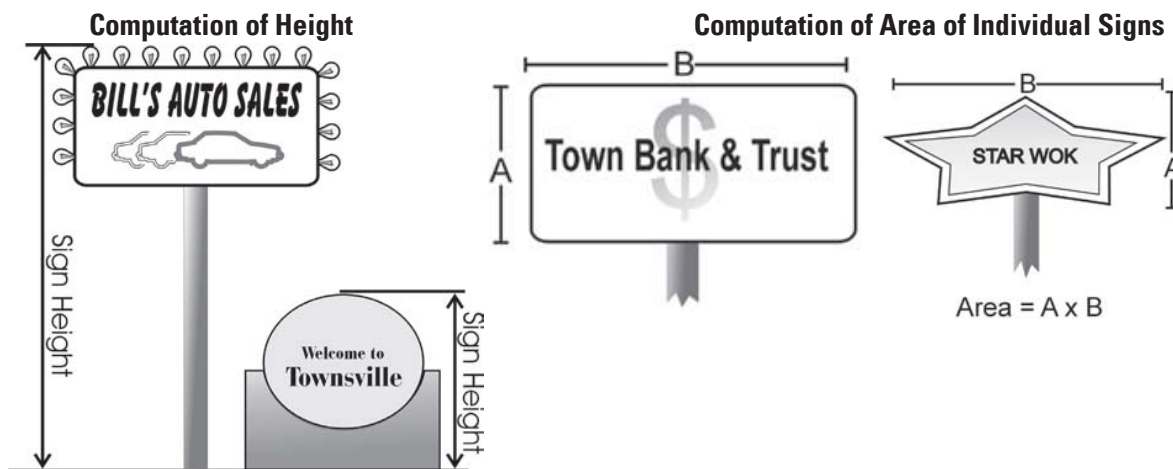 Computation of Height
Computation of Area of Individual Signs
BILL'S AUTO SALES
Sign Height
Welcome to
Townsville
Sign Height
B
A
Town Bank & Trust
$
B
A
STAR WOK
Area = A x B